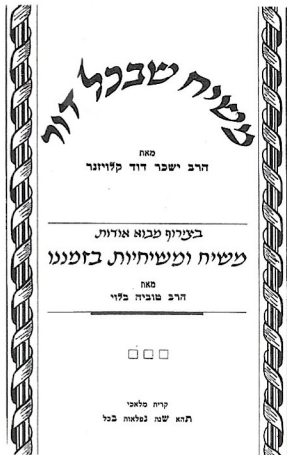 משיח שבכל דור
מאת
הרב ישכר דוד קלויזנר
בצירוף מבוא אודות
משיח ומשיחיות בזמננו
מאת
הרב טוביה בלוי
קרית מלאכי
תהא שנה נפלאות בכל